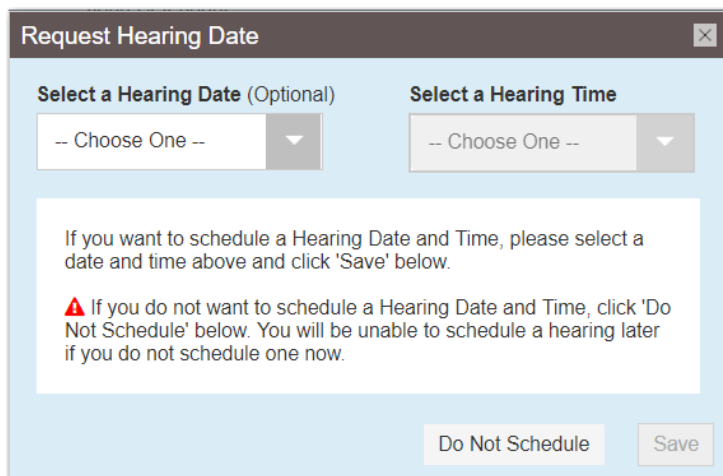 Request Hearing Date
Select a Hearing Date (Optional)
Select a Hearing Time
-- Choose One --
-- Choose One --
If you want to schedule a Hearing Date and Time, please select a
date and time above and click 'Save' below.
If you do not want to schedule a Hearing Date and Time, click 'Do
Not Schedule' below. You will be unable to schedule a hearing later
if you do not schedule one now.
Do Not Schedule
Save